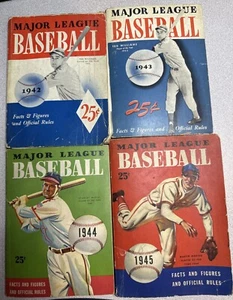 MAJOR LEAGUE
BASEBALL
1942
Facts & Figures
and Official Rules
25¢
MAJOR LEAGUE
BASEBALL
TED WILLIAMS
1943
25¢
Facts & Figures and Official Rules
MAJOR LEAGUE
BASEBALL
1944
25¢
FACTS AND FIGURES
AND OFFICIAL RULES
MAJOR LEAGUE
BASEBALL
25¢
1945
FACTS AND FIGURES
AND OFFICIAL RULES